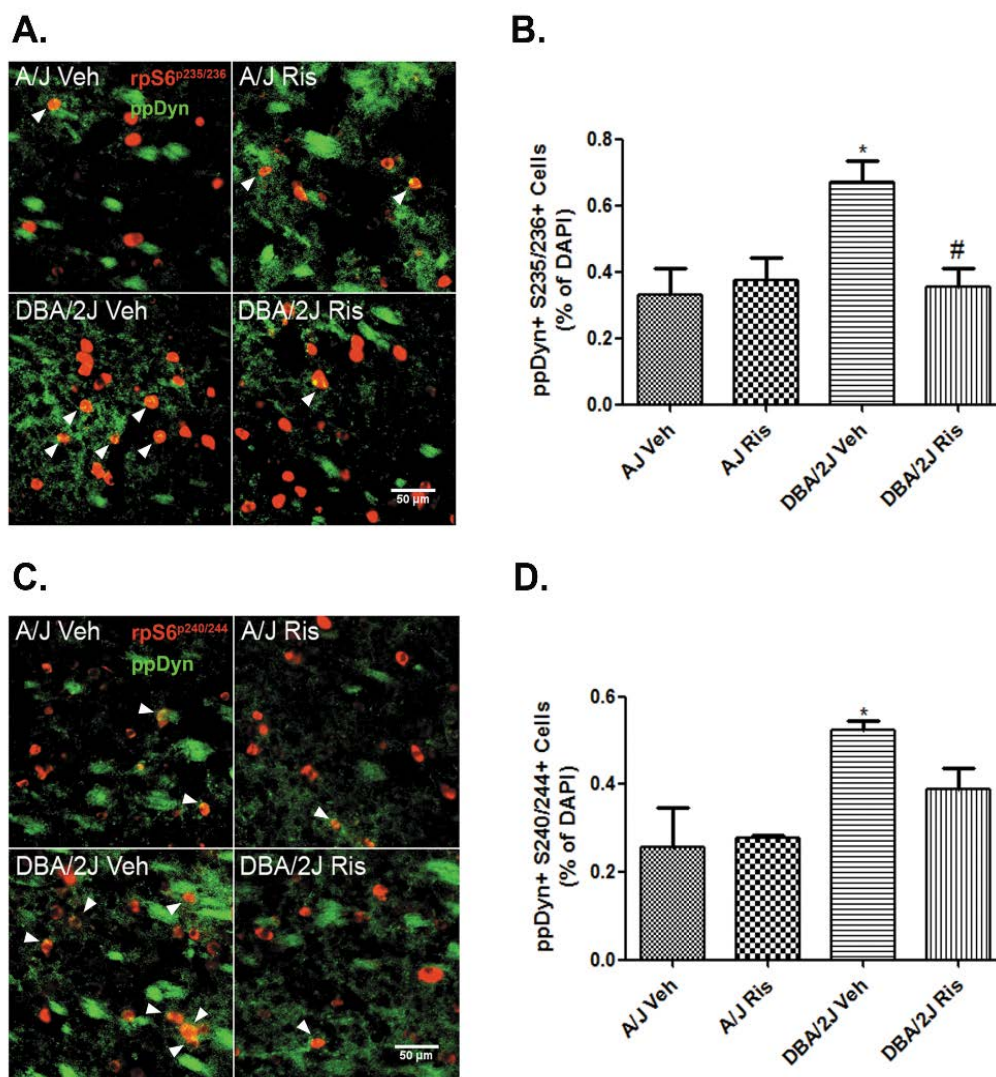 A.
A/J Veh
rpS6p235/236
ppDyn
A/J Ris
DBA/2J Veh
DBA/2J Ris
50 µm
B.
ppDyn+ S235/236+ Cells
(% of DAPI)
0.8
0.6
0.4
0.2
0.0
*
#
AJ Veh
AJ Ris
DBA/2J Veh
DBA/2J Ris
C.
A/J Veh
rpS6p240/244
ppDyn
A/J Ris
DBA/2J Veh
DBA/2J Ris
50 µm
D.
ppDyn+ S240/244+ Cells
(% of DAPI)
0.6
0.4
0.2
0.0
*
A/J Veh
A/J Ris
DBA/2J Veh
DBA/2J Ris